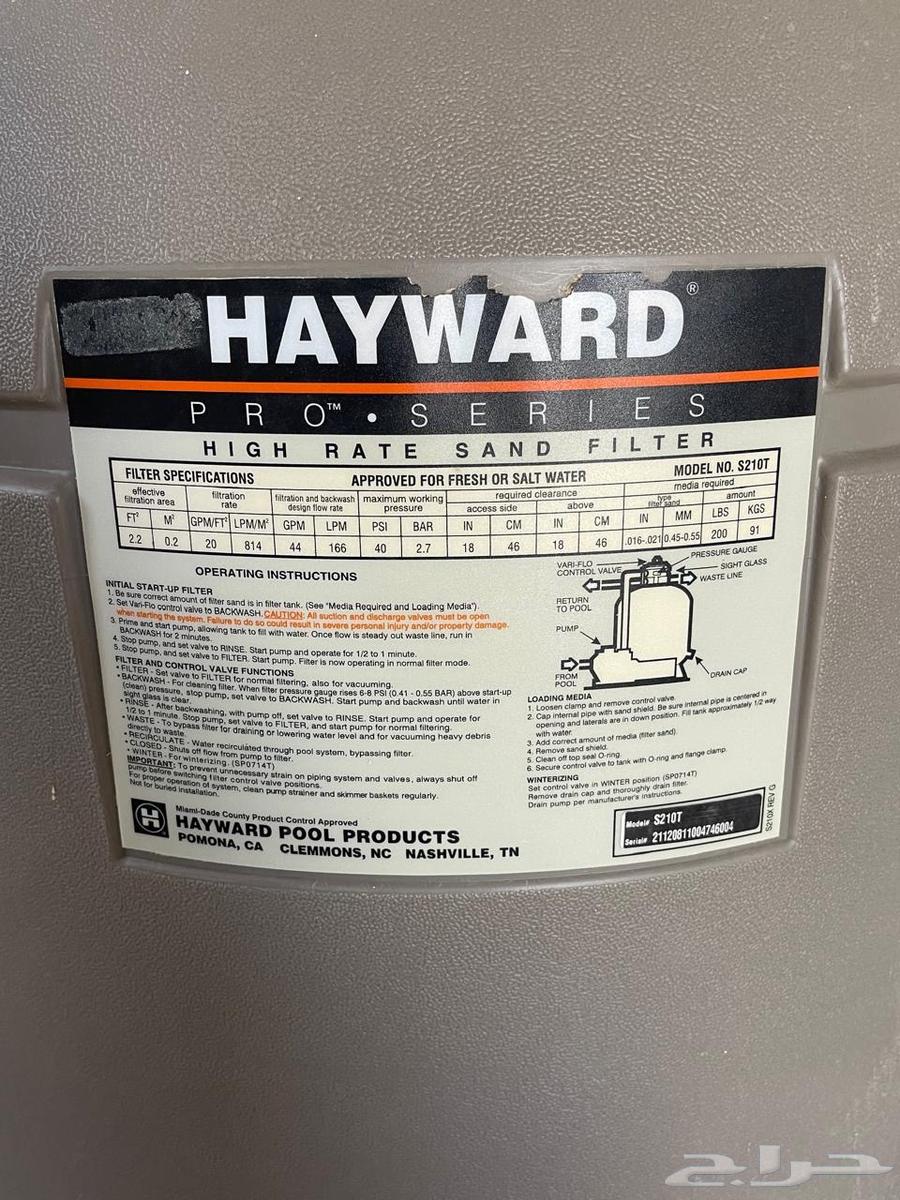 HAYWARD®
PRO™ • SERIES
HIGH RATE SAND FILTER
FILTER SPECIFICATIONS APPROVED FOR FRESH OR SALT WATER MODEL NO. S210T
effective filtration area filtration rate filtration and backwash design flow rate maximum working pressure required clearance media required
access side above type filter sand amount
FT² M² GPM/FT² LPM/M² GPM LPM PSI BAR IN CM IN CM IN MM LBS KGS
2.2 0.2 20 814 44 166 40 2.7 18 46 18 46 .016-.021 0.45-0.55 200 91
OPERATING INSTRUCTIONS
INITIAL START-UP FILTER
1. Be sure correct amount of filter sand is in filter tank. (See "Media Required and Loading Media").
2. Set Vari-Flo control valve to BACKWASH. CAUTION: All suction and discharge valves must be open
when starting the system. Failure to do so could result in severe personal injury and/or property damage.
3. Prime and start pump, allowing tank to fill with water. Once flow is steady out waste line, run in
BACKWASH for 2 minutes.
4. Stop pump, and set valve to RINSE. Start pump and operate for 1/2 to 1 minute.
5. Stop pump, and set valve to FILTER. Start pump. Filter is now operating in normal filter mode.
FILTER AND CONTROL VALVE FUNCTIONS
• FILTER - Set valve to FILTER for normal filtering, also for vacuuming.
• BACKWASH - For cleaning filter. When filter pressure gauge rises 6-8 PSI (0.41 - 0.55 BAR) above start-up
(clean) pressure, stop pump, set valve to BACKWASH. Start pump and backwash until water in
sight glass is clear.
• RINSE - After backwashing, with pump off, set valve to RINSE. Start pump and operate for
1/2 to 1 minute. Stop pump, set valve to FILTER, and start pump for normal filtering.
• WASTE - To bypass filter for draining or lowering water level and for vacuuming heavy debris
directly to waste.
• RECIRCULATE - Water recirculated through pool system, bypassing filter.
• CLOSED - Shuts off flow from pump to filter.
• WINTER - For winterizing. (SP0714T)
IMPORTANT: To prevent unnecessary strain on piping system and valves, always shut off
pump before switching filter control valve positions.
For proper operation of system, clean pump strainer and skimmer baskets regularly.
Not for buried installation.
VARI-FLO
CONTROL VALVE
PRESSURE GAUGE
SIGHT GLASS
WASTE LINE
RETURN
TO POOL
PUMP
FROM
POOL
DRAIN CAP
LOADING MEDIA
1. Loosen clamp and remove control valve.
2. Cap internal pipe with sand shield. Be sure internal pipe is centered in
opening and laterals are in down position. Fill tank approximately 1/2 way
with water.
3. Add correct amount of media (filter sand).
4. Remove sand shield.
5. Clean off top seal O-ring.
6. Secure control valve to tank with O-ring and flange clamp.
WINTERIZING
Set control valve in WINTER position (SP0714T)
Remove drain cap and thoroughly drain filter.
Drain pump per manufacturer's instructions.
Miami-Dade County Product Control Approved
HAYWARD POOL PRODUCTS
POMONA, CA CLEMMONS, NC NASHVILLE, TN
Model# S210T
Serial# 21120811004746004
S210X REV G
حراج